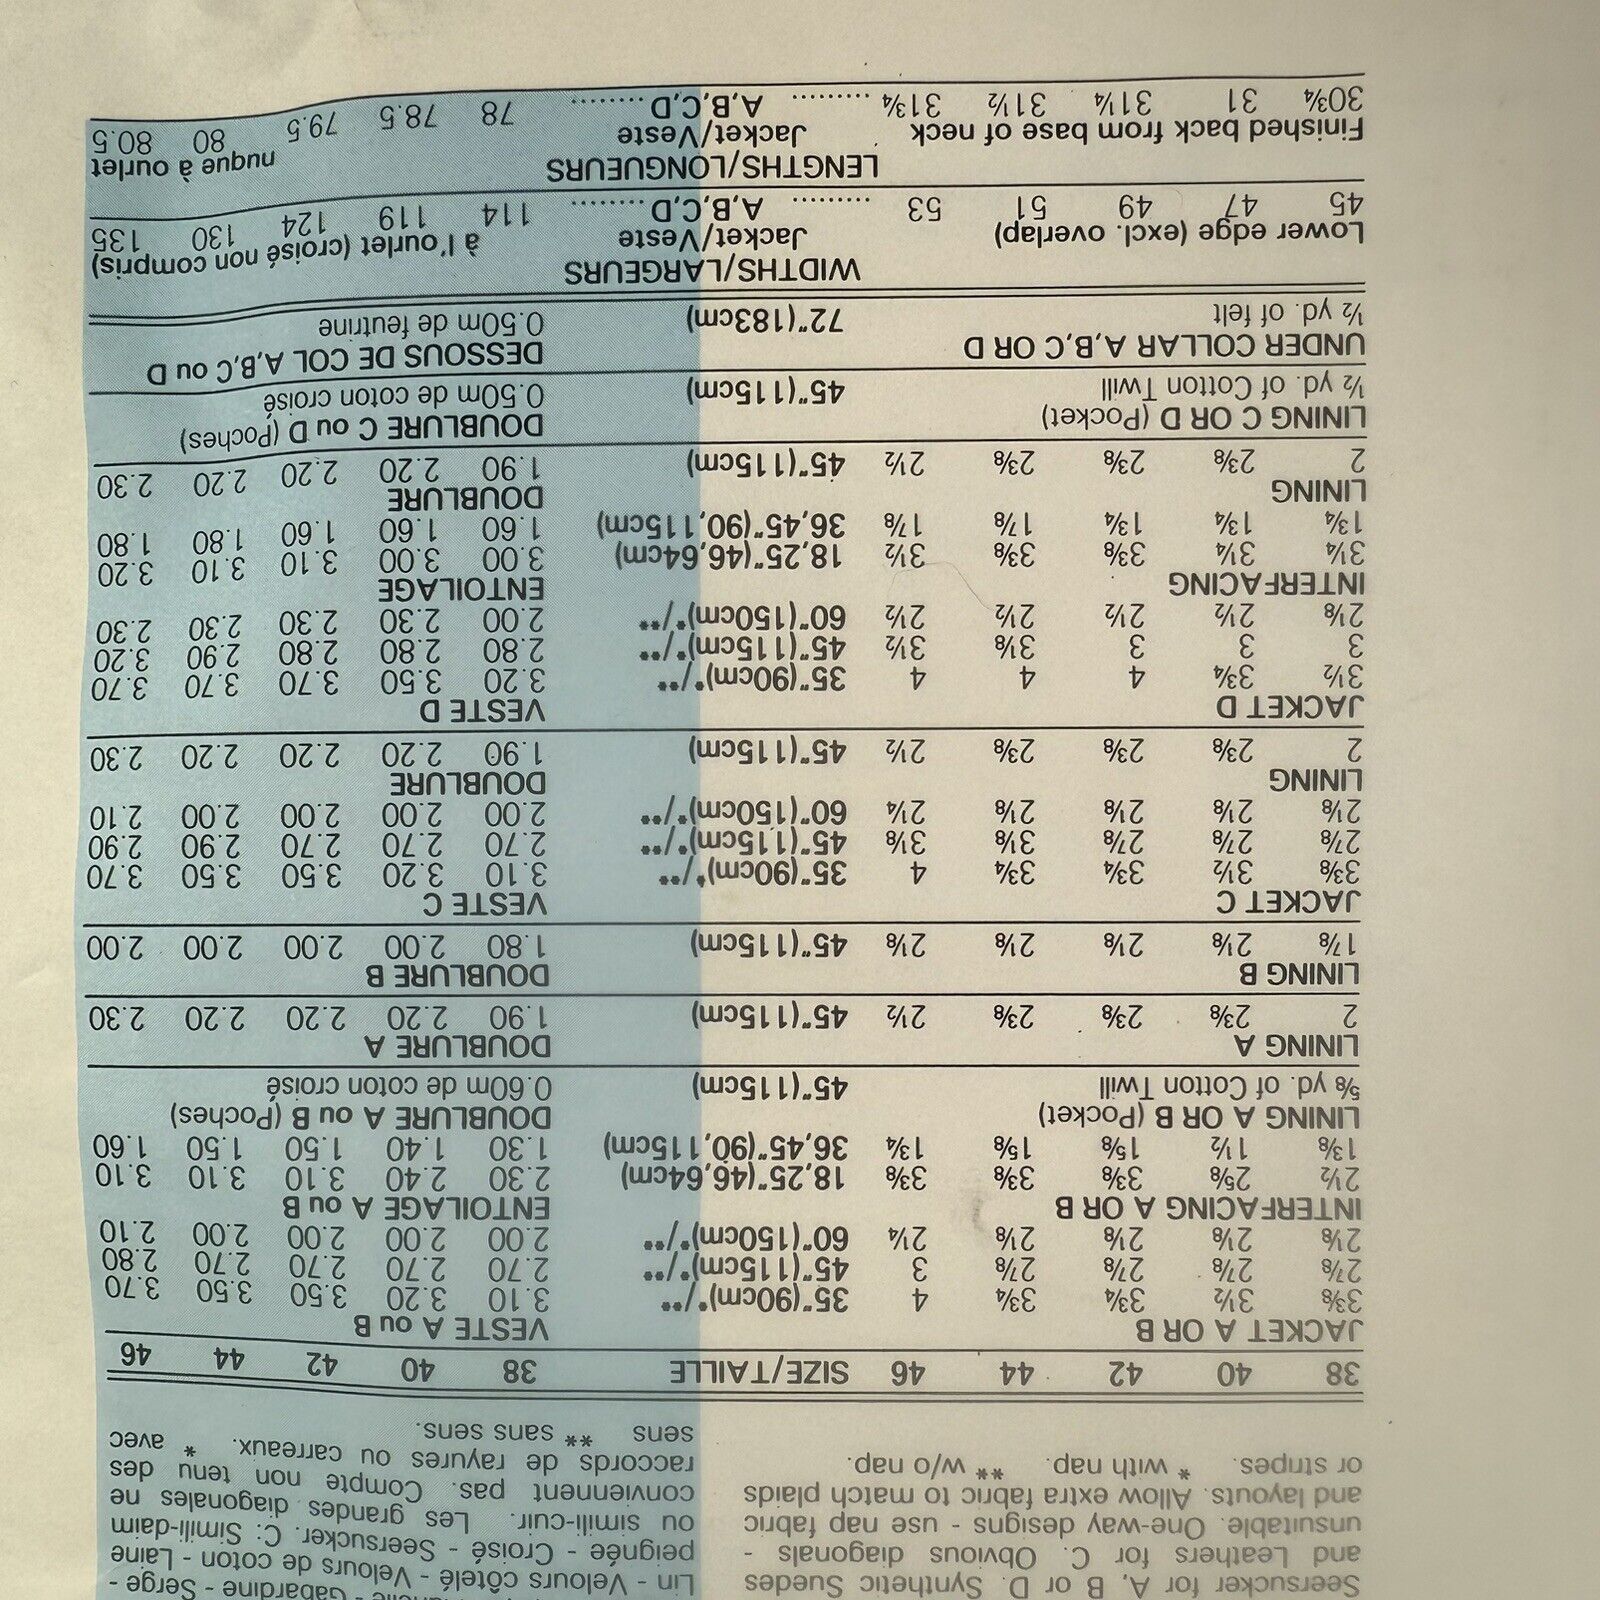 Seersucker for A, B or D. Synthetic Suedes
and Leathers for C. Obvious diagonals -
unsuitable. One-way designs - use nap fabric
and layouts. Allow extra fabric to match plaids
or stripes. * with nap. ** w/o nap.
Gabardine - Serge -
Lin - Velours côtelé - Velours de coton - Laine
peignée - Croisé - Seersucker. C: Simili-daim
ou simili-cuir. Les grandes diagonales ne
conviennent pas. Compte non tenu des
raccords de rayures ou carreaux. * avec
sens ** sans sens.
38 40 42 44 46 SIZE/TAILLE 38 40 42 44 46
JACKET A OR B VESTE A ou B
3⅜ 3½ 3¾ 3¾ 4 35"(90cm)*/** 3.10 3.20 3.50 3.50 3.70
2⅞ 2⅞ 2⅞ 2⅞ 3 45"(115cm)*/** 2.70 2.70 2.70 2.70 2.80
2⅛ 2⅛ 2⅛ 2⅛ 2¼ 60"(150cm)*/** 2.00 2.00 2.00 2.00 2.10
INTERFACING A OR B ENTOILAGE A ou B
2½ 2⅝ 3⅜ 3⅜ 3⅜ 18,25"(46,64cm) 2.30 2.40 3.10 3.10 3.10
1⅜ 1½ 1⅝ 1⅝ 1¾ 36,45"(90,115cm) 1.30 1.40 1.50 1.50 1.60
LINING A OR B (Pocket) DOUBLURE A ou B (Poches)
⅝ yd. of Cotton Twill 45"(115cm) 0.60m de coton croisé
LINING A DOUBLURE A
2 2⅜ 2⅜ 2⅜ 2½ 45"(115cm) 1.90 2.20 2.20 2.20 2.30
LINING B DOUBLURE B
1⅞ 2⅛ 2⅛ 2⅛ 2⅛ 45"(115cm) 1.80 2.00 2.00 2.00 2.00
JACKET C VESTE C
3⅜ 3½ 3¾ 3¾ 4 35"(90cm)*/** 3.10 3.20 3.50 3.50 3.70
2⅞ 2⅞ 2⅞ 3⅛ 3⅛ 45"(115cm)*/** 2.70 2.70 2.70 2.90 2.90
2⅛ 2⅛ 2⅛ 2⅛ 2¼ 60"(150cm)*/** 2.00 2.00 2.00 2.00 2.10
LINING DOUBLURE
2 2⅜ 2⅜ 2⅜ 2½ 45"(115cm) 1.90 2.20 2.20 2.20 2.30
JACKET D VESTE D
3½ 3¾ 4 4 4 35"(90cm)*/** 3.20 3.50 3.70 3.70 3.70
3 3 3 3⅛ 3½ 45"(115cm)*/** 2.80 2.80 2.80 2.90 3.20
2⅛ 2½ 2½ 2½ 2½ 60"(150cm)*/** 2.00 2.30 2.30 2.30 2.30
INTERFACING ENTOILAGE
3¼ 3¼ 3⅜ 3⅜ 3½ 18,25"(46,64cm) 3.00 3.00 3.10 3.10 3.20
1¾ 1¾ 1¾ 1⅞ 1⅞ 36,45"(90,115cm) 1.60 1.60 1.60 1.80 1.80
LINING DOUBLURE
2 2⅜ 2⅜ 2⅜ 2½ 45"(115cm) 1.90 2.20 2.20 2.20 2.30
LINING C OR D (Pocket) DOUBLURE C ou D (Poches)
½ yd. of Cotton Twill 45"(115cm) 0.50m de coton croisé
UNDER COLLAR A,B,C OR D DESSOUS DE COL A,B,C ou D
½ yd. of felt 72"(183cm) 0.50m de feutrine
WIDTHS/LARGEURS
Lower edge (excl. overlap) Jacket/Veste à l'ourlet (croisé non compris)
45 47 49 51 53 ......... A,B,C,D ......... 114 119 124 130 135
LENGTHS/LONGUEURS
Finished back from base of neck Jacket/Veste nuque à ourlet
30¾ 31 31¼ 31½ 31¾ ......... A,B,C,D ......... 78 78.5 79.5 80 80.5